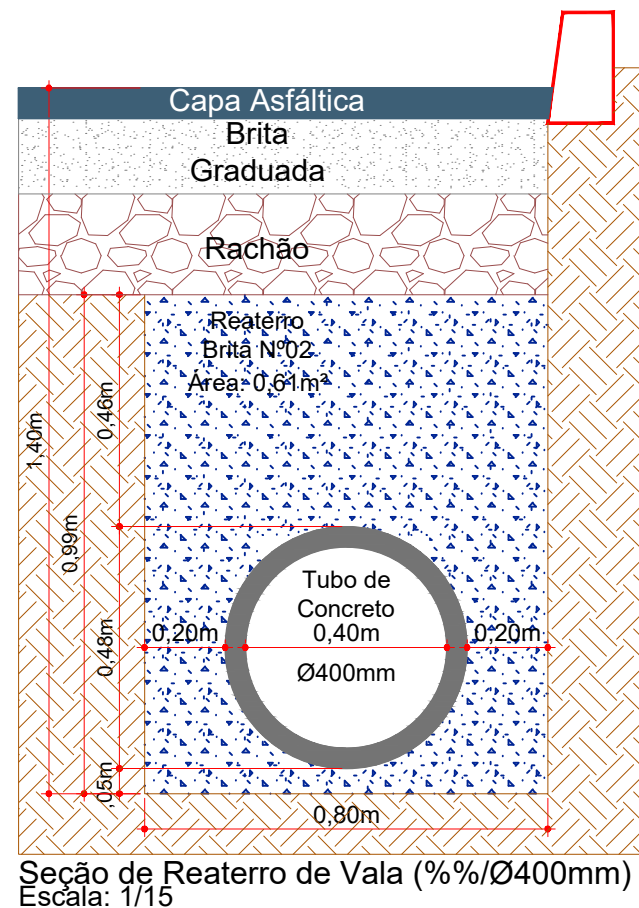 Capa Asfáltica
Brita
Graduada
Rachão
Reaterro
Brita Nº02
Área: 0,61m²
0,46m
1,40m
0,99m
Tubo de
Concreto
0,20m
0,40m
0,20m
0,48m
Ø400mm
,05m
0,80m
Seção de Reaterro de Vala (%%/Ø400mm)
Escala: 1/15